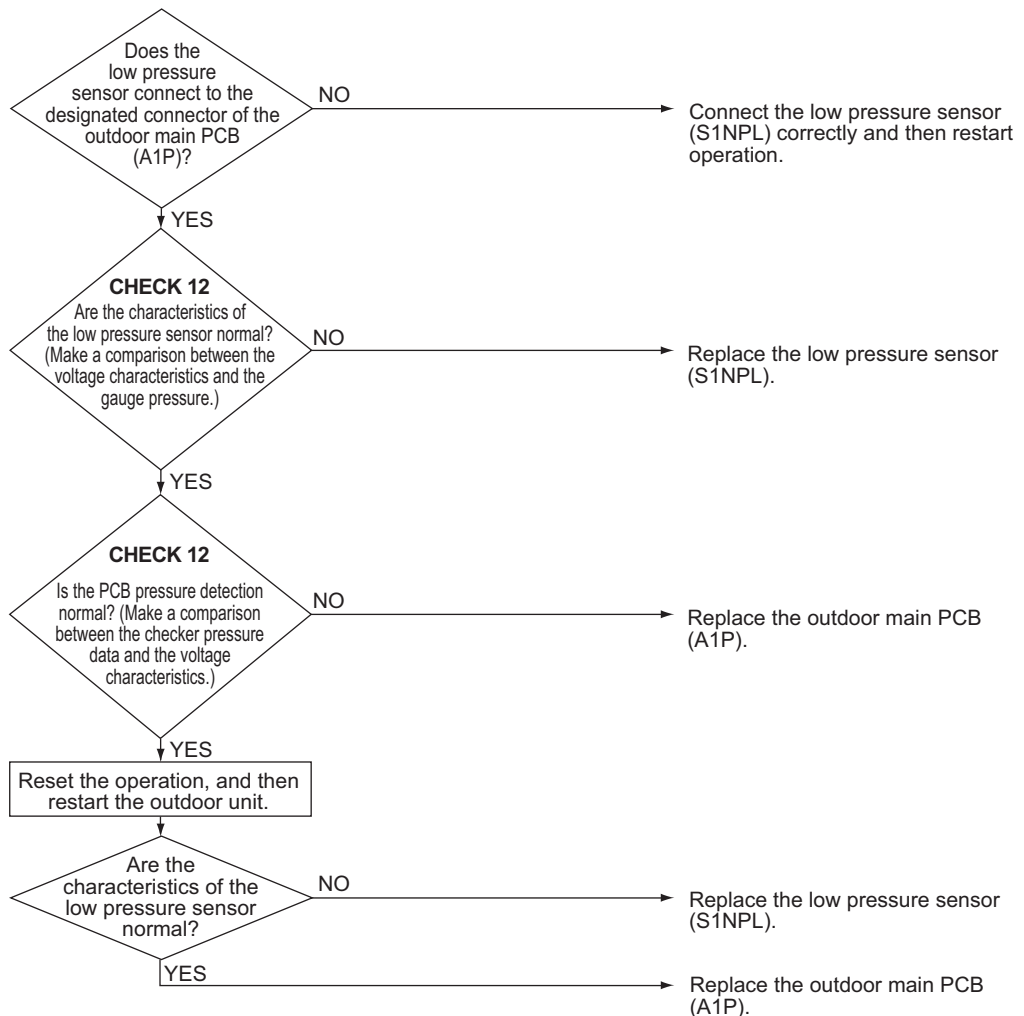 Does the
low pressure
sensor connect to the
designated connector of the
outdoor main PCB
(A1P)?
NO
Connect the low pressure sensor
(S1NPL) correctly and then restart
operation.
YES
CHECK 12
Are the characteristics of
the low pressure sensor normal?
(Make a comparison between the
voltage characteristics and the
gauge pressure.)
NO
Replace the low pressure sensor
(S1NPL).
YES
CHECK 12
Is the PCB pressure detection
normal? (Make a comparison
between the checker pressure
data and the voltage
characteristics.)
NO
Replace the outdoor main PCB
(A1P).
YES
Reset the operation, and then
restart the outdoor unit.
Are the
characteristics of the
low pressure sensor
normal?
NO
Replace the low pressure sensor
(S1NPL).
YES
Replace the outdoor main PCB
(A1P).